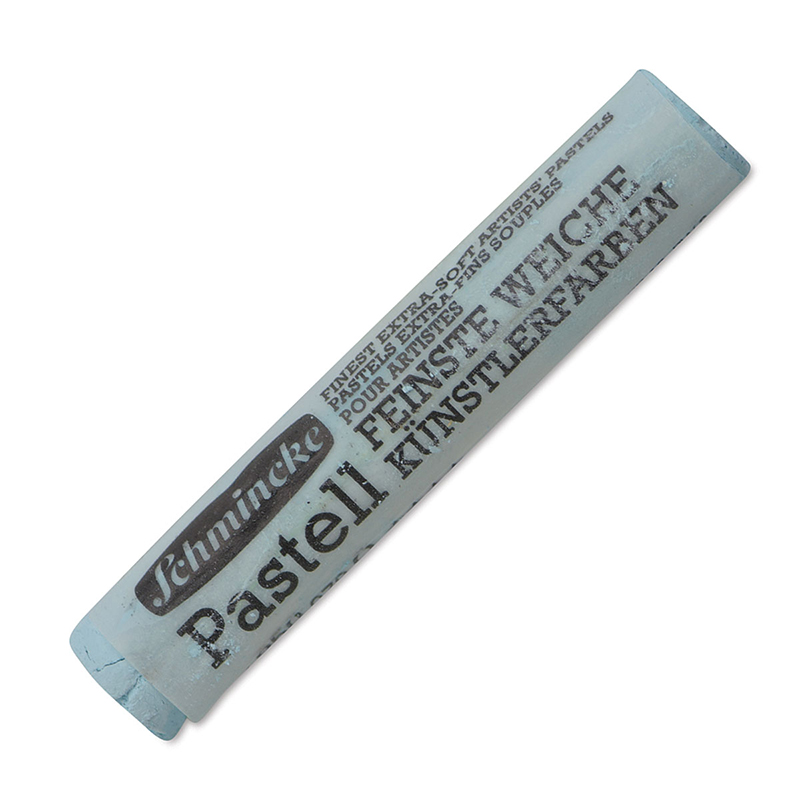 FINEST EXTRA-SOFT ARTISTS' PASTELS
PASTELS EXTRA-FINS SOUPLES
POUR ARTISTES
FEINSTE WEICHE
KÜNSTLERFARBEN
Schmincke
Pastell